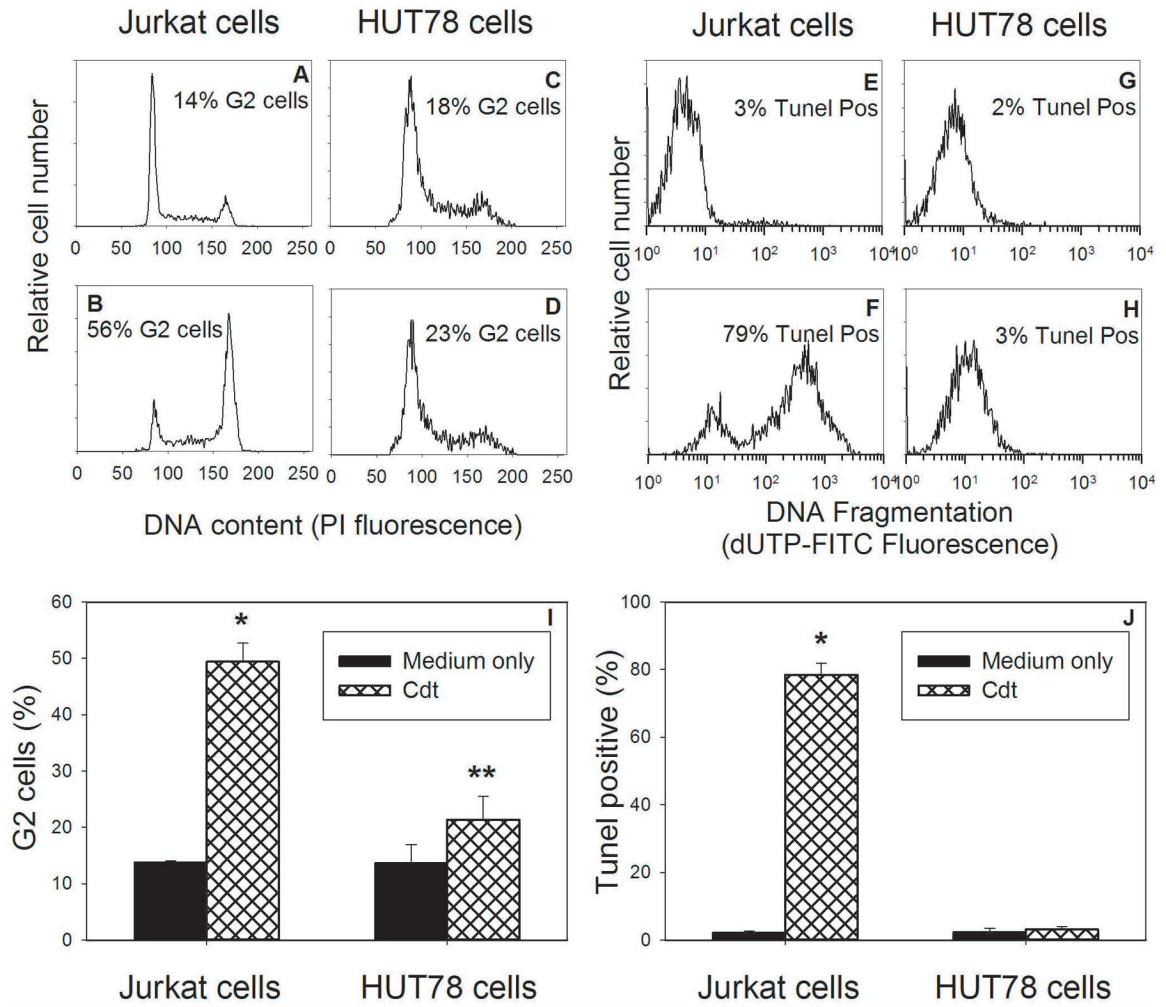 Jurkat cells
HUT78 cells
Jurkat cells
HUT78 cells
Relative cell number
A
14% G2 cells
0 50 100 150 200 250
C
18% G2 cells
0 50 100 150 200 250
B
56% G2 cells
0 50 100 150 200 250
D
23% G2 cells
0 50 100 150 200 250
DNA content (PI fluorescence)
Relative cell number
E
3% Tunel Pos
10⁰ 10¹ 10² 10³ 10⁴
G
2% Tunel Pos
10⁰ 10¹ 10² 10³ 10⁴
F
79% Tunel Pos
10⁰ 10¹ 10² 10³ 10⁴
H
3% Tunel Pos
10⁰ 10¹ 10² 10³ 10⁴
DNA Fragmentation
(dUTP-FITC Fluorescence)
G2 cells (%)
60
50
40
30
20
10
0
I
*
**
Medium only
Cdt
Jurkat cells
HUT78 cells
Tunel positive (%)
100
80
60
40
20
0
J
*
Medium only
Cdt
Jurkat cells
HUT78 cells